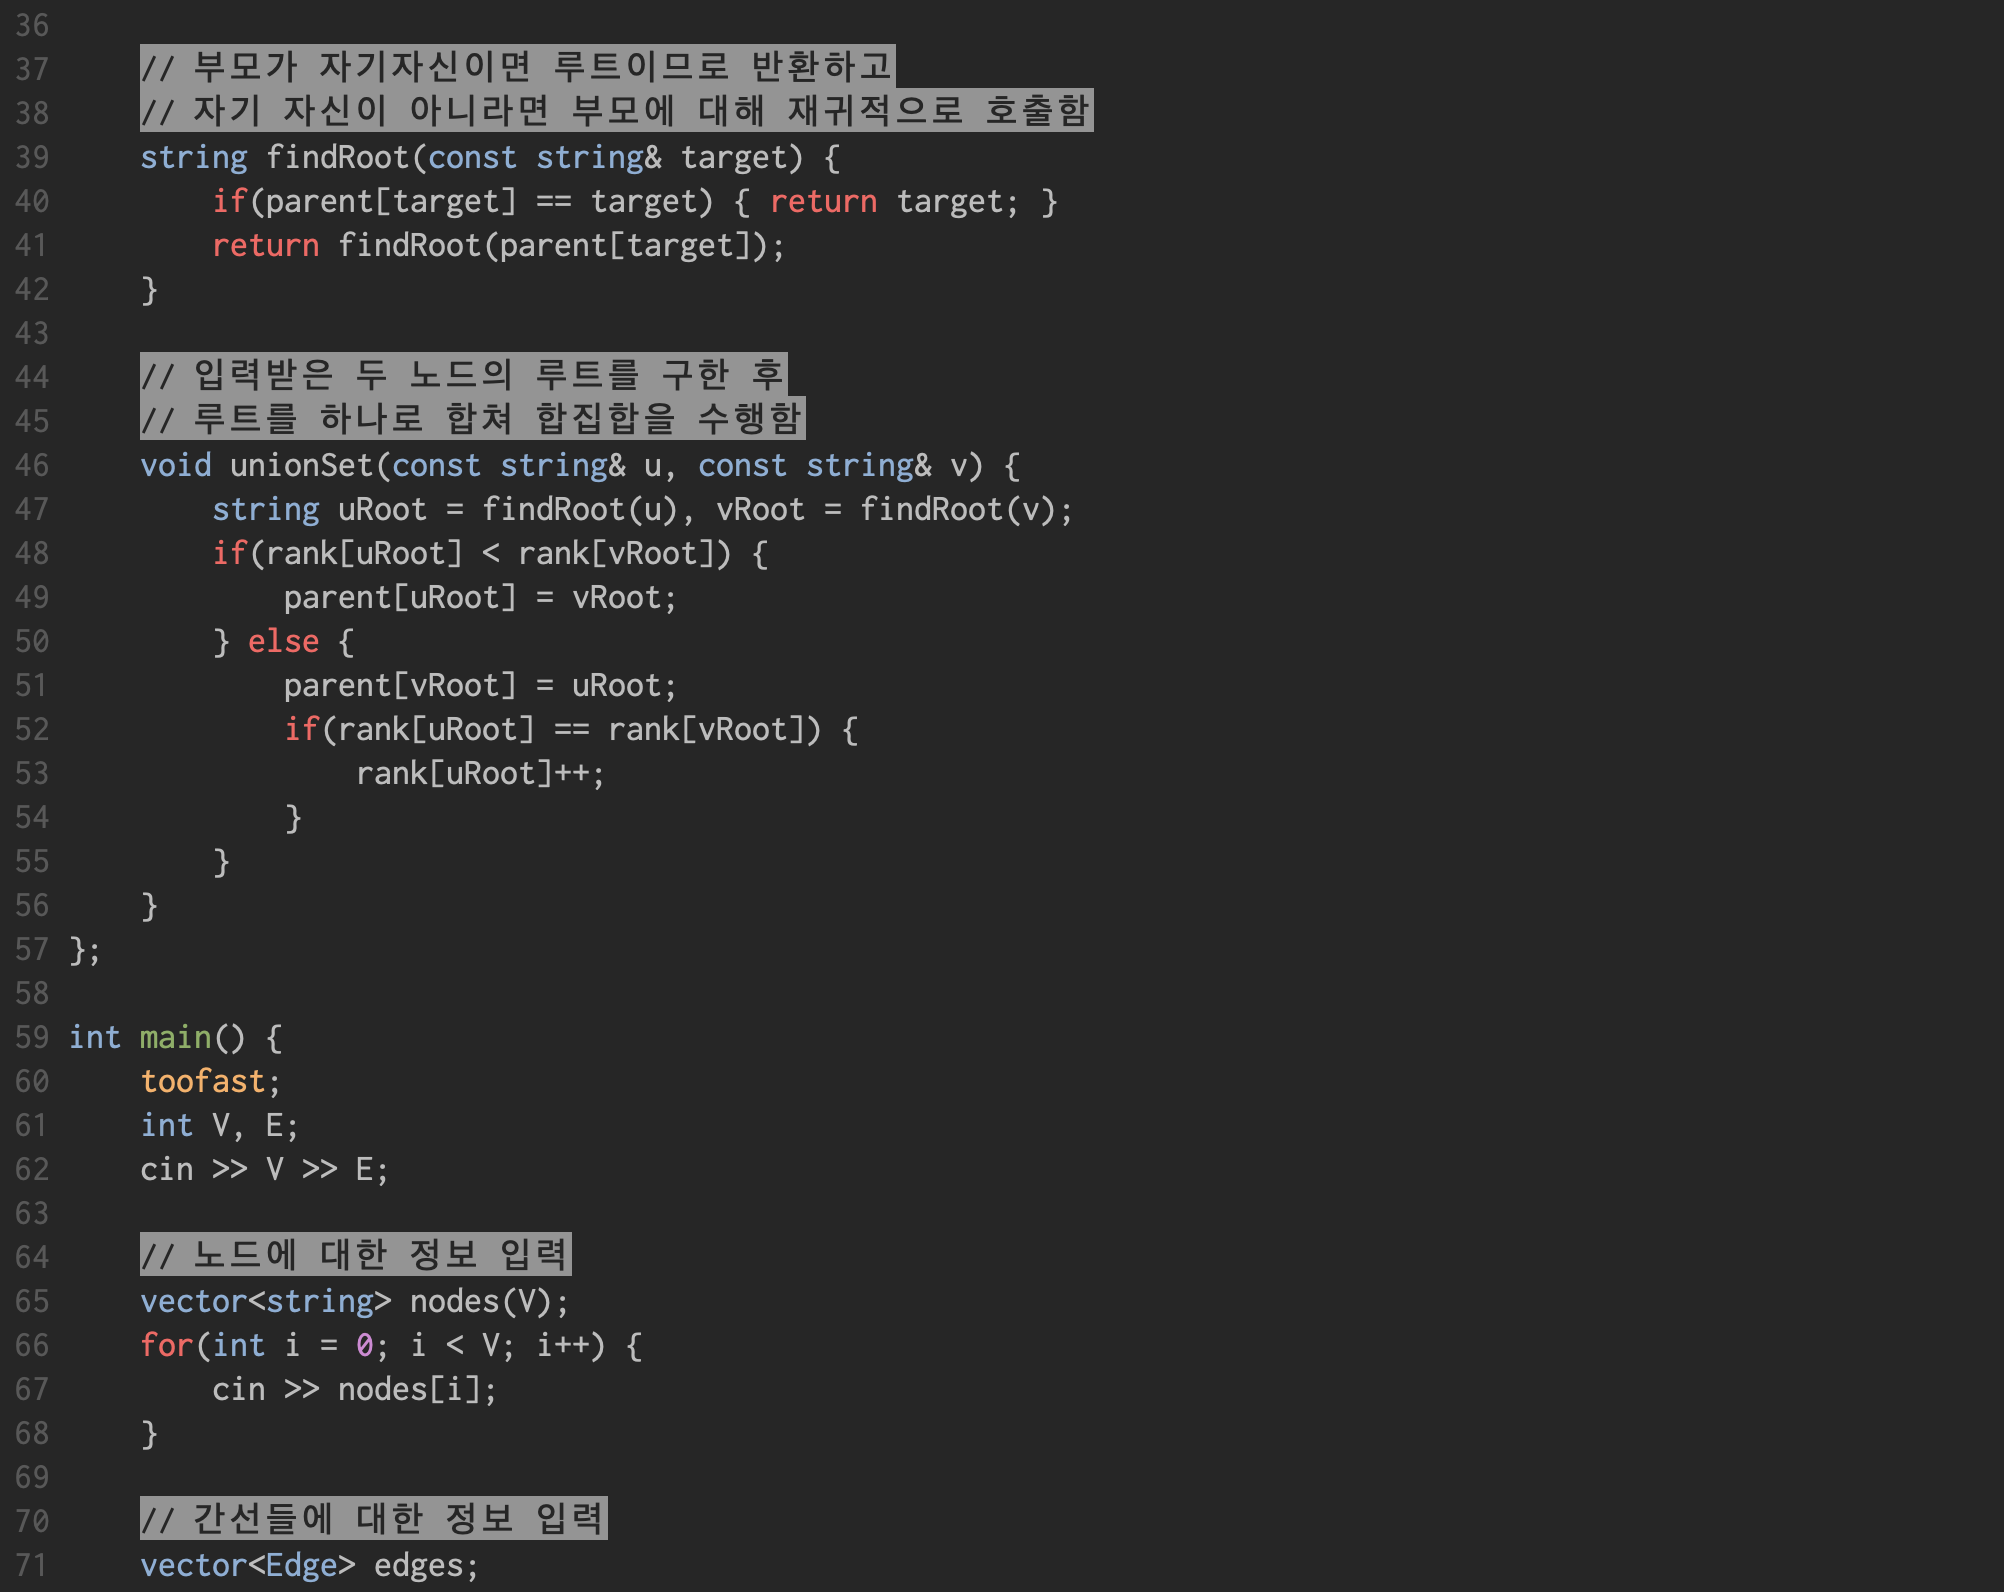 36
37     // 부모가 자기자신이면 루트이므로 반환하고
38     // 자기 자신이 아니라면 부모에 대해 재귀적으로 호출함
39     string findRoot(const string& target) {
40         if(parent[target] == target) { return target; }
41         return findRoot(parent[target]);
42     }
43
44     // 입력받은 두 노드의 루트를 구한 후
45     // 루트를 하나로 합쳐 합집합을 수행함
46     void unionSet(const string& u, const string& v) {
47         string uRoot = findRoot(u), vRoot = findRoot(v);
48         if(rank[uRoot] < rank[vRoot]) {
49             parent[uRoot] = vRoot;
50         } else {
51             parent[vRoot] = uRoot;
52             if(rank[uRoot] == rank[vRoot]) {
53                 rank[uRoot]++;
54             }
55         }
56     }
57 };
58
59 int main() {
60     toofast;
61     int V, E;
62     cin >> V >> E;
63
64     // 노드에 대한 정보 입력
65     vector<string> nodes(V);
66     for(int i = 0; i < V; i++) {
67         cin >> nodes[i];
68     }
69
70     // 간선들에 대한 정보 입력
71     vector<Edge> edges;